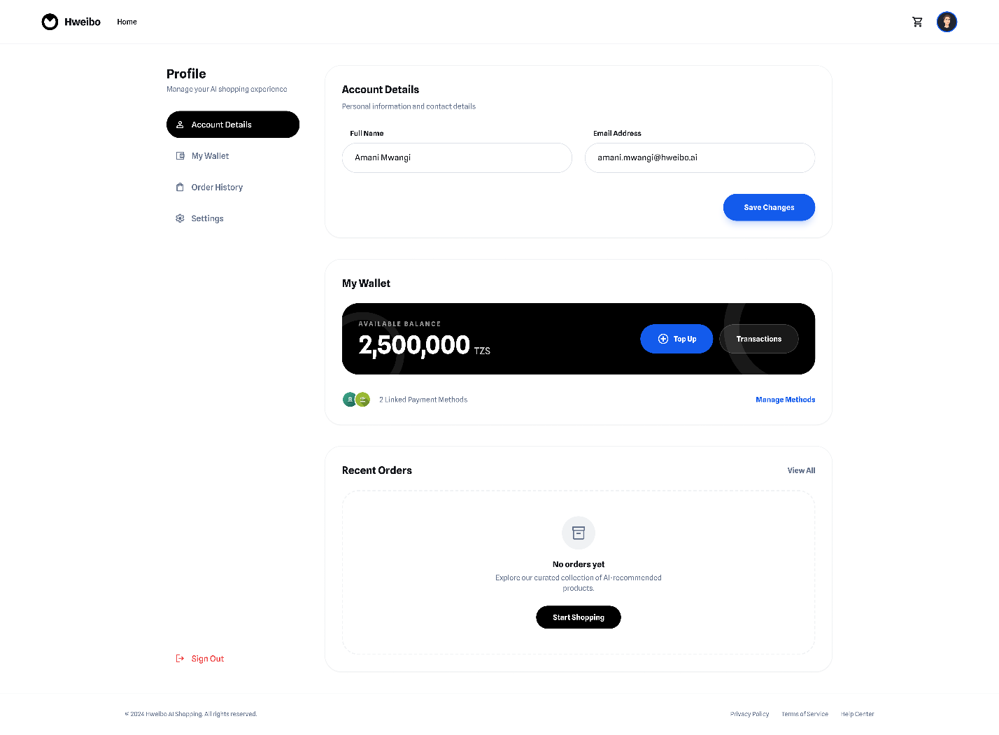 Hweibo
Home
Profile
Manage your AI shopping experience
Account Details
My Wallet
Order History
Settings
Sign Out
Account Details
Personal information and contact details
Full Name
Amani Mwangi
Email Address
amani.mwangi@hweibo.ai
Save Changes
My Wallet
AVAILABLE BALANCE
2,500,000 TZS
Top Up
Transactions
2 Linked Payment Methods
Manage Methods
Recent Orders
View All
No orders yet
Explore our curated collection of AI-recommended
products.
Start Shopping
© 2024 Hweibo AI Shopping. All rights reserved.
Privacy Policy
Terms of Service
Help Center